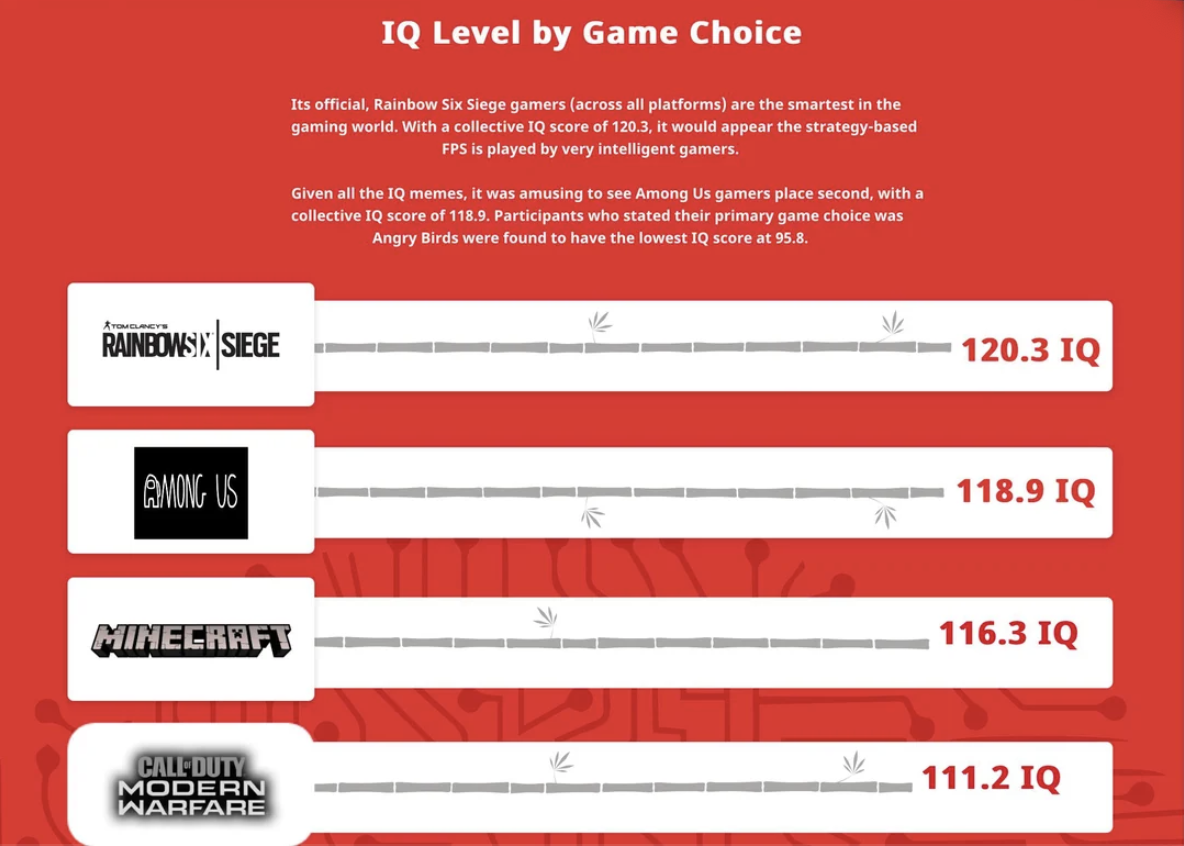 IQ Level by Game Choice
Its official, Rainbow Six Siege gamers (across all platforms) are the smartest in the
gaming world. With a collective IQ score of 120.3, it would appear the strategy-based
FPS is played by very intelligent gamers.
Given all the IQ memes, it was amusing to see Among Us gamers place second, with a
collective IQ score of 118.9. Participants who stated their primary game choice was
Angry Birds were found to have the lowest IQ score at 95.8.
TOM CLANCY'S
RAINBOWSIX|SIEGE
120.3 IQ
AMONG US
118.9 IQ
MINECRAFT
116.3 IQ
CALL OF DUTY
MODERN
WARFARE
111.2 IQ